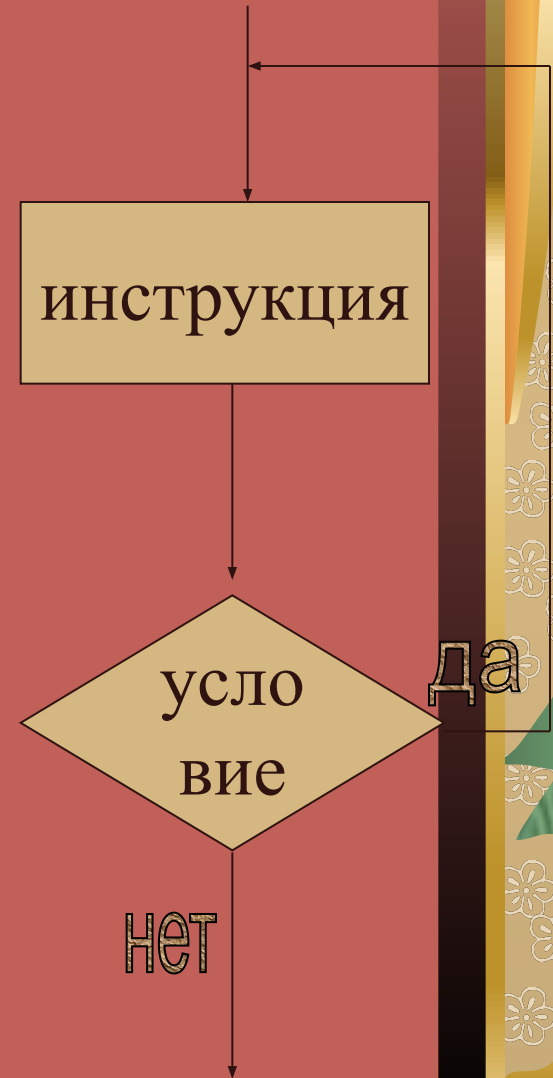 инструкция
да
усло
вие
нет